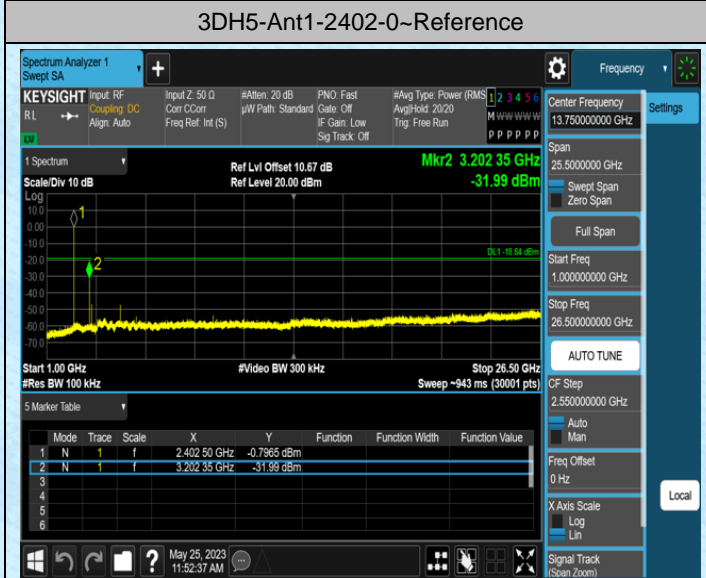 3DH5-Ant1-2402-0~Reference
Spectrum Analyzer 1
Swept SA
Frequency
KEYSIGHT
R L
Input: RF
Coupling: DC
Align: Auto
Input Z: 50 Ω
Corr CCorr
Freq Ref: Int (S)
#Atten: 20 dB
µW Path: Standard
PNO: Fast
Gate: Off
IF Gain: Low
Sig Track: Off
#Avg Type: Power (RMS
Avg|Hold: 20/20
Trig: Free Run
1 2 3 4 5 6
M W W W W W
P P P P P P
Center Frequency
13.750000000 GHz
Settings
Span
25.5000000 GHz
Swept Span
Zero Span
Full Span
Start Freq
1.000000000 GHz
Stop Freq
26.500000000 GHz
AUTO TUNE
CF Step
2.550000000 GHz
Auto
Man
Freq Offset
0 Hz
X Axis Scale
Log
Lin
Local
Signal Track
(Span Zoom)
1 Spectrum
Scale/Div 10 dB
Ref Lvl Offset 10.67 dB
Ref Level 20.00 dBm
Mkr2 3.202 35 GHz
-31.99 dBm
Log
10.0
0.00
-10.0
-20.0
-30.0
-40.0
-50.0
-60.0
-70.0
1
2
DL1 -18.84 dBm
Start 1.00 GHz
#Res BW 100 kHz
#Video BW 300 kHz
Stop 26.50 GHz
Sweep ~943 ms (30001 pts)
5 Marker Table
Mode Trace Scale X Y Function Function Width Function Value
1 N 1 f 2.402 50 GHz -0.7965 dBm
2 N 1 f 3.202 35 GHz -31.99 dBm
3
4
5
6
?
May 25, 2023
11:52:37 AM